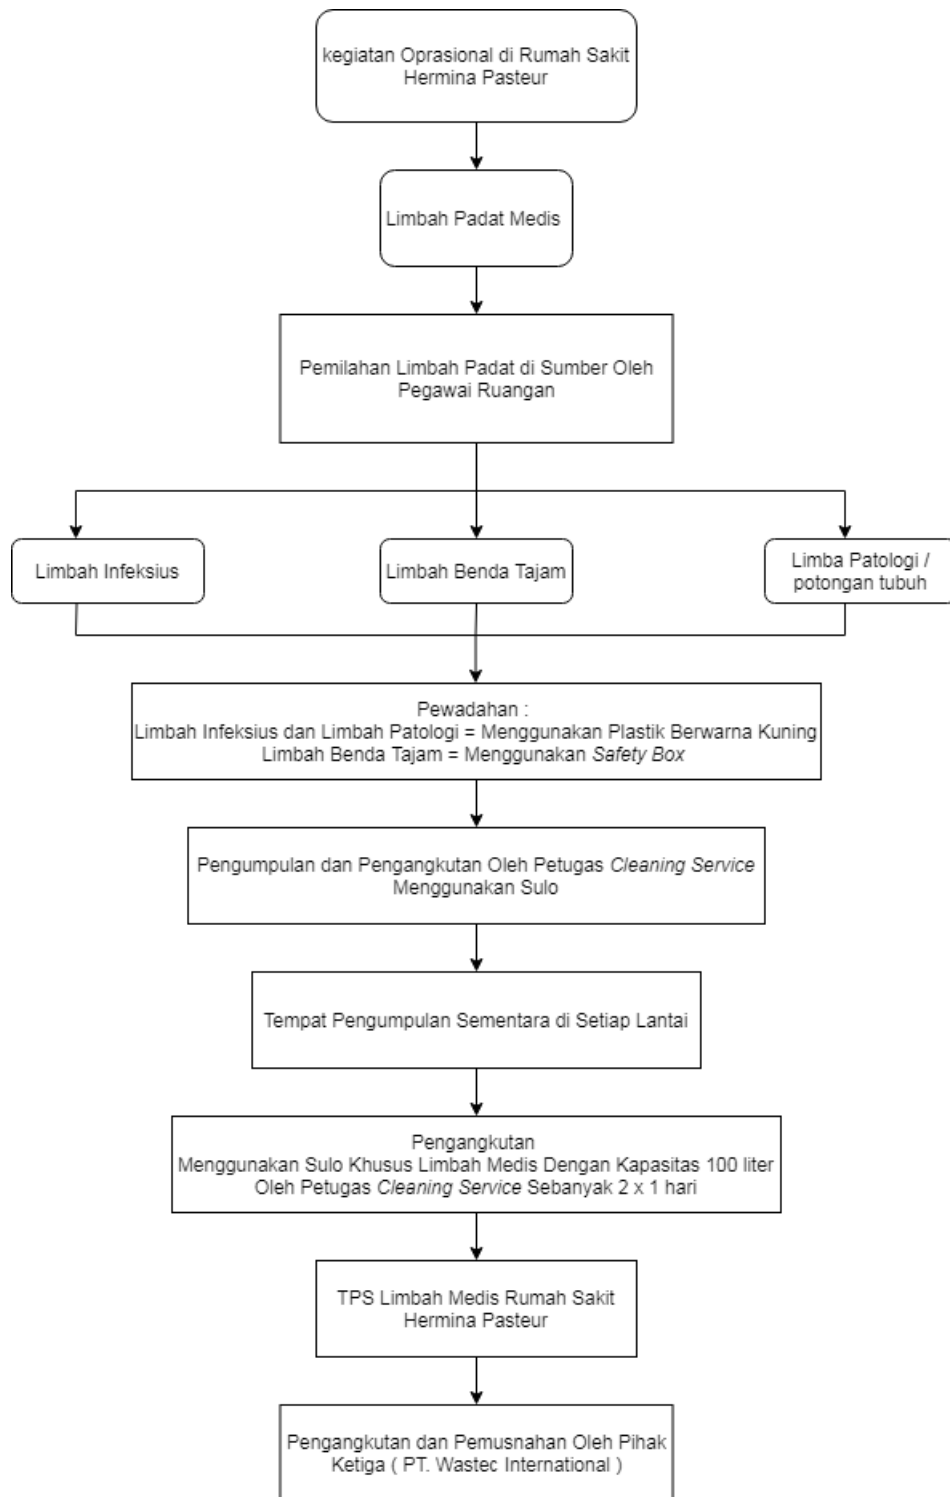 kegiatan Oprasional di Rumah Sakit
Hermina Pasteur
Limbah Padat Medis
Pemilahan Limbah Padat di Sumber Oleh
Pegawai Ruangan
Limbah Infeksius
Limbah Benda Tajam
Limba Patologi /
potongan tubuh
Pewadahan :
Limbah Infeksius dan Limbah Patologi = Menggunakan Plastik Berwarna Kuning
Limbah Benda Tajam = Menggunakan Safety Box
Pengumpulan dan Pengangkutan Oleh Petugas Cleaning Service
Menggunakan Sulo
Tempat Pengumpulan Sementara di Setiap Lantai
Pengangkutan
Menggunakan Sulo Khusus Limbah Medis Dengan Kapasitas 100 liter
Oleh Petugas Cleaning Service Sebanyak 2 x 1 hari
TPS Limbah Medis Rumah Sakit
Hermina Pasteur
Pengangkutan dan Pemusnahan Oleh Pihak
Ketiga ( PT. Wastec International )